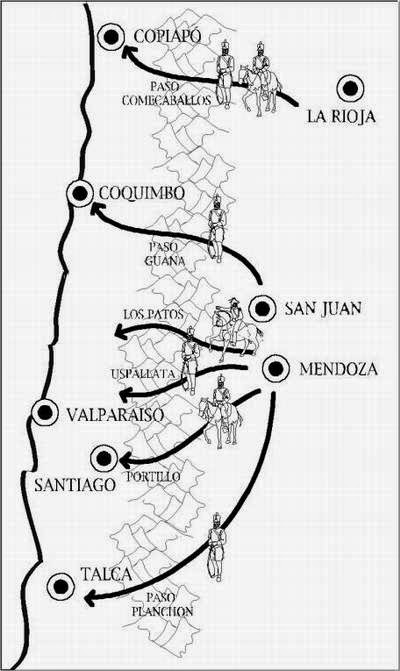 COPIAPÓ
PASO
COMECABALLOS
LA RIOJA
COQUIMBO
PASO
GUANA
SAN JUAN
LOS PATOS
USPALLATA
MENDOZA
VALPARAISO
SANTIAGO
PORTILLO
TALCA
PASO
PLANCHON